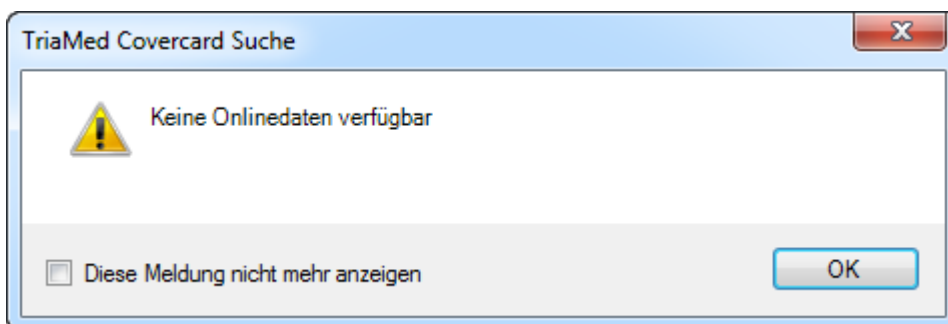 TriaMed Covercard Suche
Keine Onlinedaten verfügbar
Diese Meldung nicht mehr anzeigen
OK